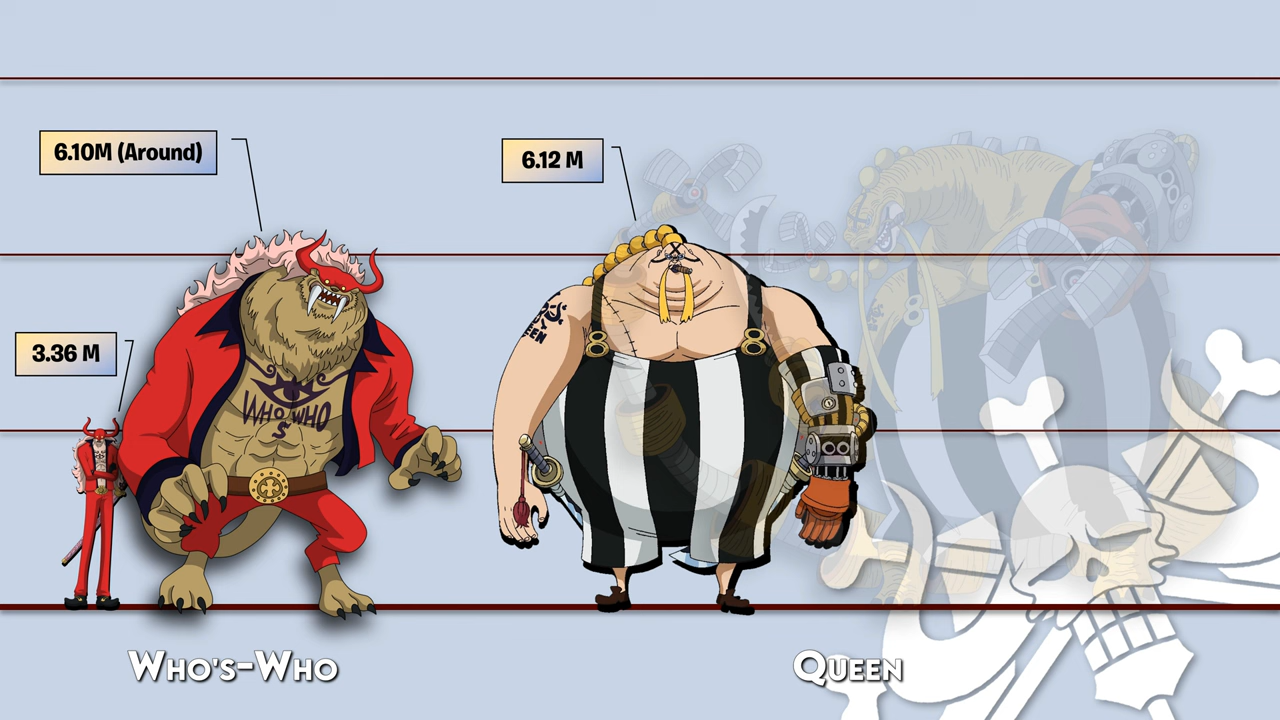 6.10M (Around)
6.12 M
3.36 M
WHO WHO
S
QUEEN
WHO'S-WHO
QUEEN